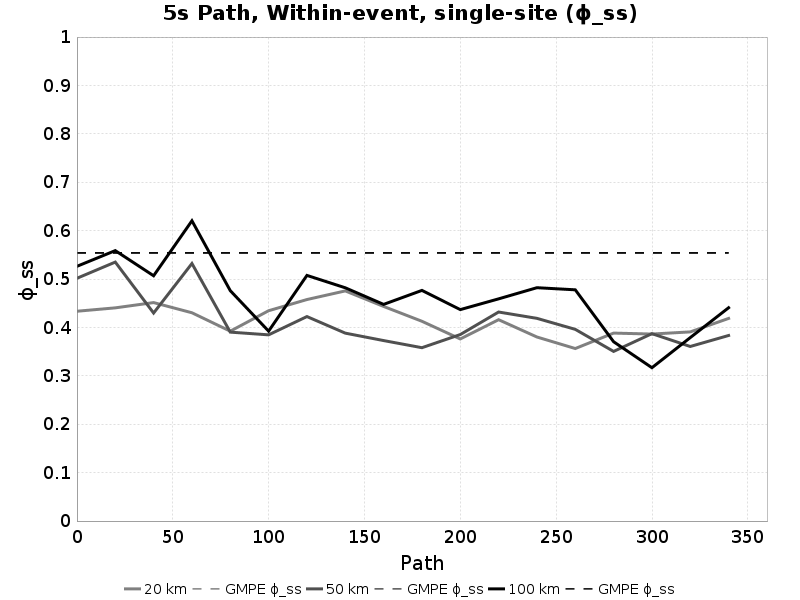 5s Path, Within-event, single-site (ϕ_ss)
1
0.9
0.8
0.7
0.6
0.5
0.4
0.3
0.2
0.1
0
ϕ_ss
0 50 100 150 200 250 300 350
Path
20 km GMPE ϕ_ss 50 km GMPE ϕ_ss 100 km GMPE ϕ_ss